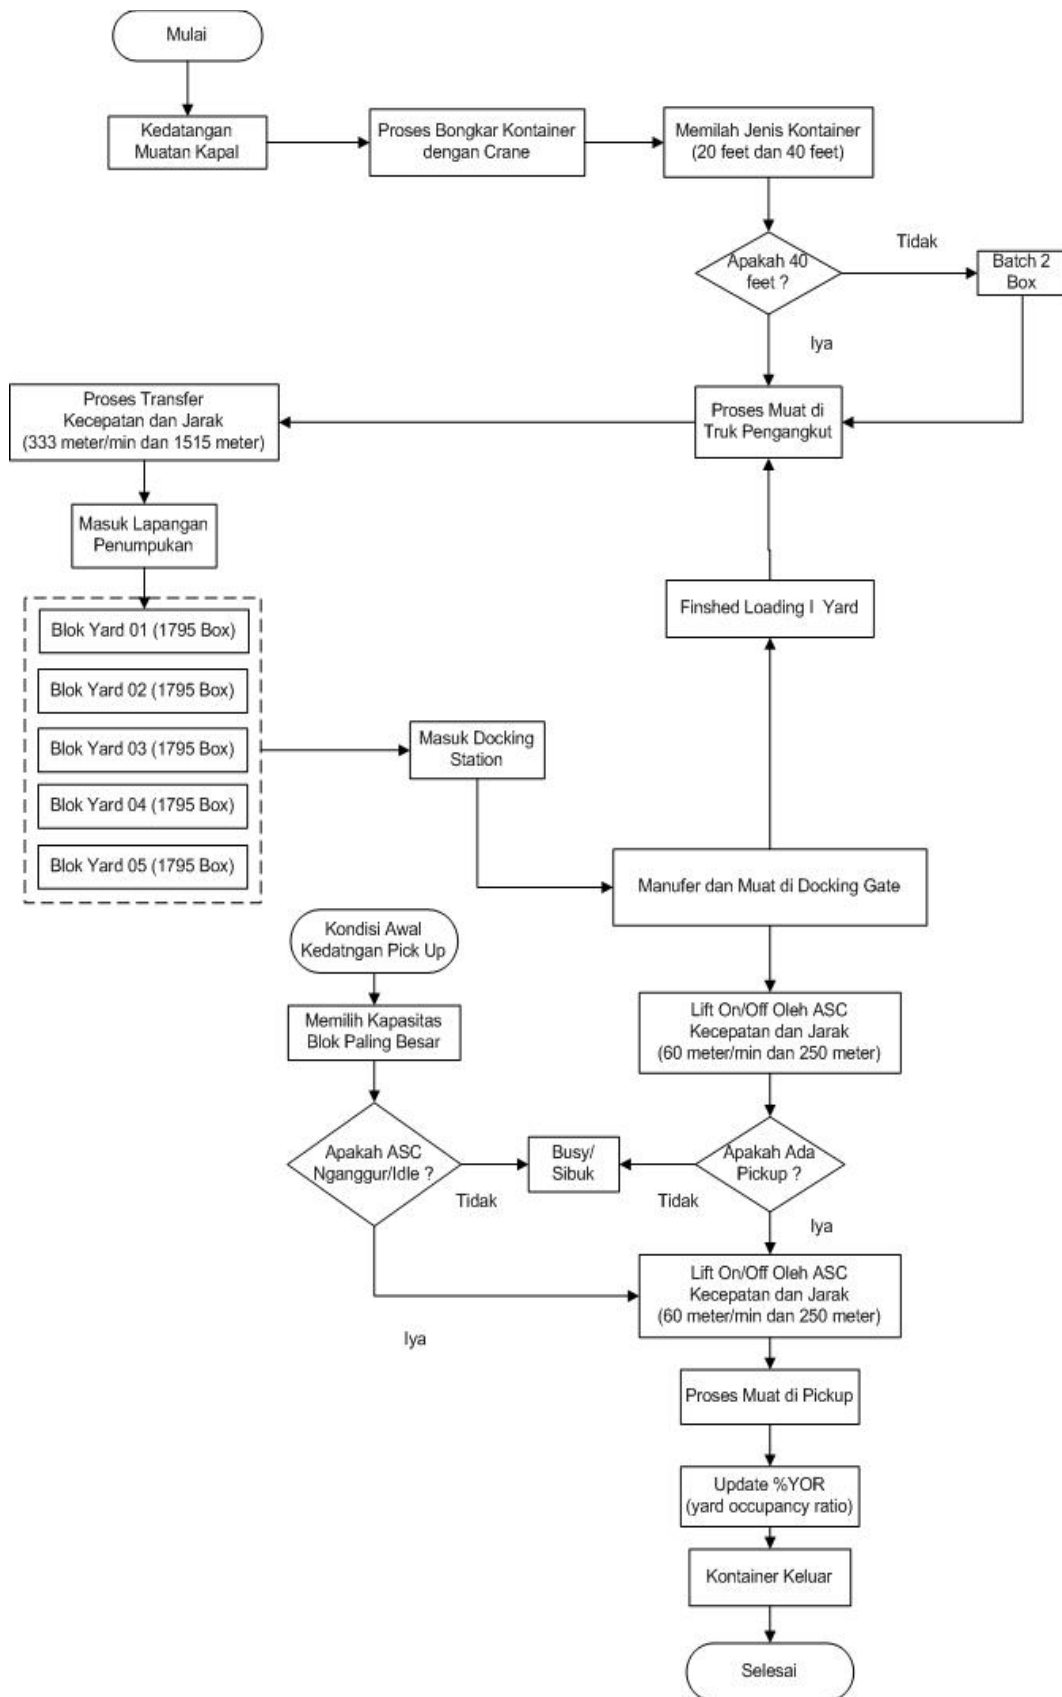 Mulai
Kedatangan
Muatan Kapal
Proses Bongkar Kontainer
dengan Crane
Memilah Jenis Kontainer
(20 feet dan 40 feet)
Apakah 40
feet ?
Tidak
Batch 2
Box
Iya
Proses Muat di
Truk Pengangkut
Proses Transfer
Kecepatan dan Jarak
(333 meter/min dan 1515 meter)
Masuk Lapangan
Penumpukan
Blok Yard 01 (1795 Box)
Blok Yard 02 (1795 Box)
Blok Yard 03 (1795 Box)
Blok Yard 04 (1795 Box)
Blok Yard 05 (1795 Box)
Masuk Docking
Station
Finshed Loading I Yard
Manufer dan Muat di Docking Gate
Lift On/Off Oleh ASC
Kecepatan dan Jarak
(60 meter/min dan 250 meter)
Kondisi Awal
Kedatngan Pick Up
Memilih Kapasitas
Blok Paling Besar
Apakah ASC
Nganggur/Idle ?
Tidak
Busy/
Sibuk
Apakah Ada
Pickup ?
Tidak
Iya
Lift On/Off Oleh ASC
Kecepatan dan Jarak
(60 meter/min dan 250 meter)
Iya
Proses Muat di Pickup
Update %YOR
(yard occupancy ratio)
Kontainer Keluar
Selesai